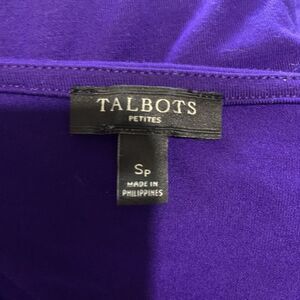 TALBOTS
PETITES
SP
MADE IN
PHILIPPINES